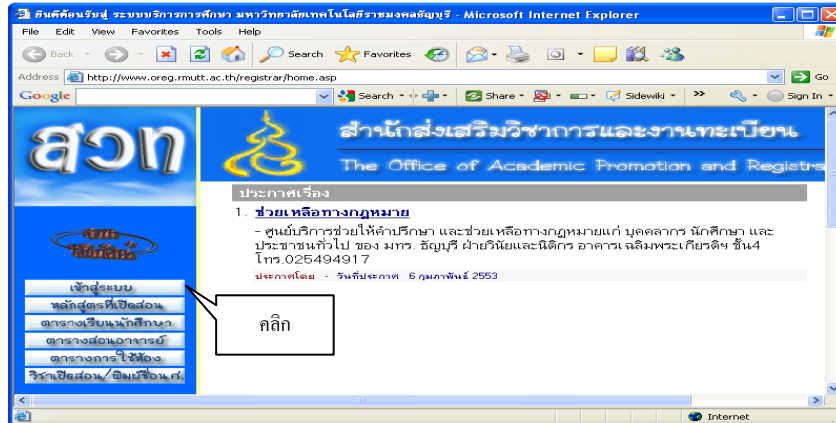 ยินดีต้อนรับสู่ ระบบบริการการศึกษา มหาวิทยาลัยเทคโนโลยีราชมงคลธัญบุรี - Microsoft Internet Explorer
File Edit View Favorites Tools Help
Back Search Favorites
Address http://www.oreg.rmutt.ac.th/registrar/home.asp Go
Google Search Share Sidewiki Sign In
สวท
สำนักส่งเสริมวิชาการและงานทะเบียน
The Office of Academic Promotion and Registra
ประกาศเรื่อง
1. ช่วยเหลือทางกฎหมาย
- ศูนย์บริการช่วยให้คำปรึกษา และช่วยเหลือทางกฎหมายแก่ บุคคลากร นักศึกษา และ
ประชาชนทั่วไป ของ มทร. ธัญบุรี ฝ่ายวินัยและนิติกร อาคารเฉลิมพระเกียรติฯ ชั้น4
โทร.025494917
ประกาศโดย - วันที่ประกาศ 6 กุมภาพันธ์ 2553
เข้าสู่ระบบ
หลักสูตรที่เปิดสอน
ตารางเรียนนักศึกษา
ตารางสอนอาจารย์
ตารางการใช้ห้อง
วิชาเปิดสอน/พิมพ์ชื่อนศ.
คลิก
Internet